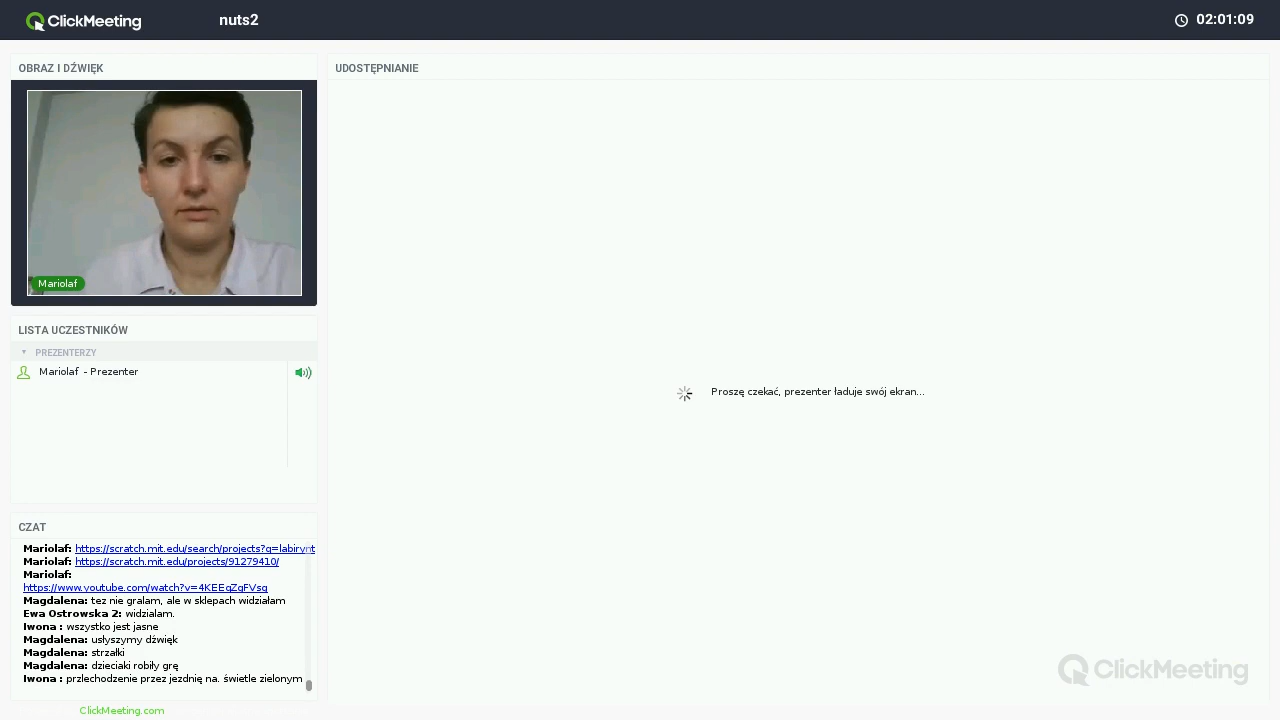 ClickMeeting
nuts2
02:01:09
OBRAZ I DŹWIĘK
Mariolaf
UDOSTĘPNIANIE
Proszę czekać, prezenter ładuje swój ekran...
LISTA UCZESTNIKÓW
PREZENTERZY
Mariolaf - Prezenter
CZAT
Mariolaf: https://scratch.mit.edu/search/projects?q=labirynt
Mariolaf: https://scratch.mit.edu/projects/91279410/
Mariolaf:
https://www.youtube.com/watch?v=4KEEqZgFVsg
Magdalena: tez nie gralam, ale w sklepach widziałam
Ewa Ostrowska 2: widzialam.
Iwona : wszystko jest jasne
Magdalena: usłyszymy dźwięk
Magdalena: strzałki
Magdalena: dzieciaki robiły grę
Iwona : przlechodzenie przez jezdnię na. świetle zielonym
ClickMeeting
ClickMeeting.com